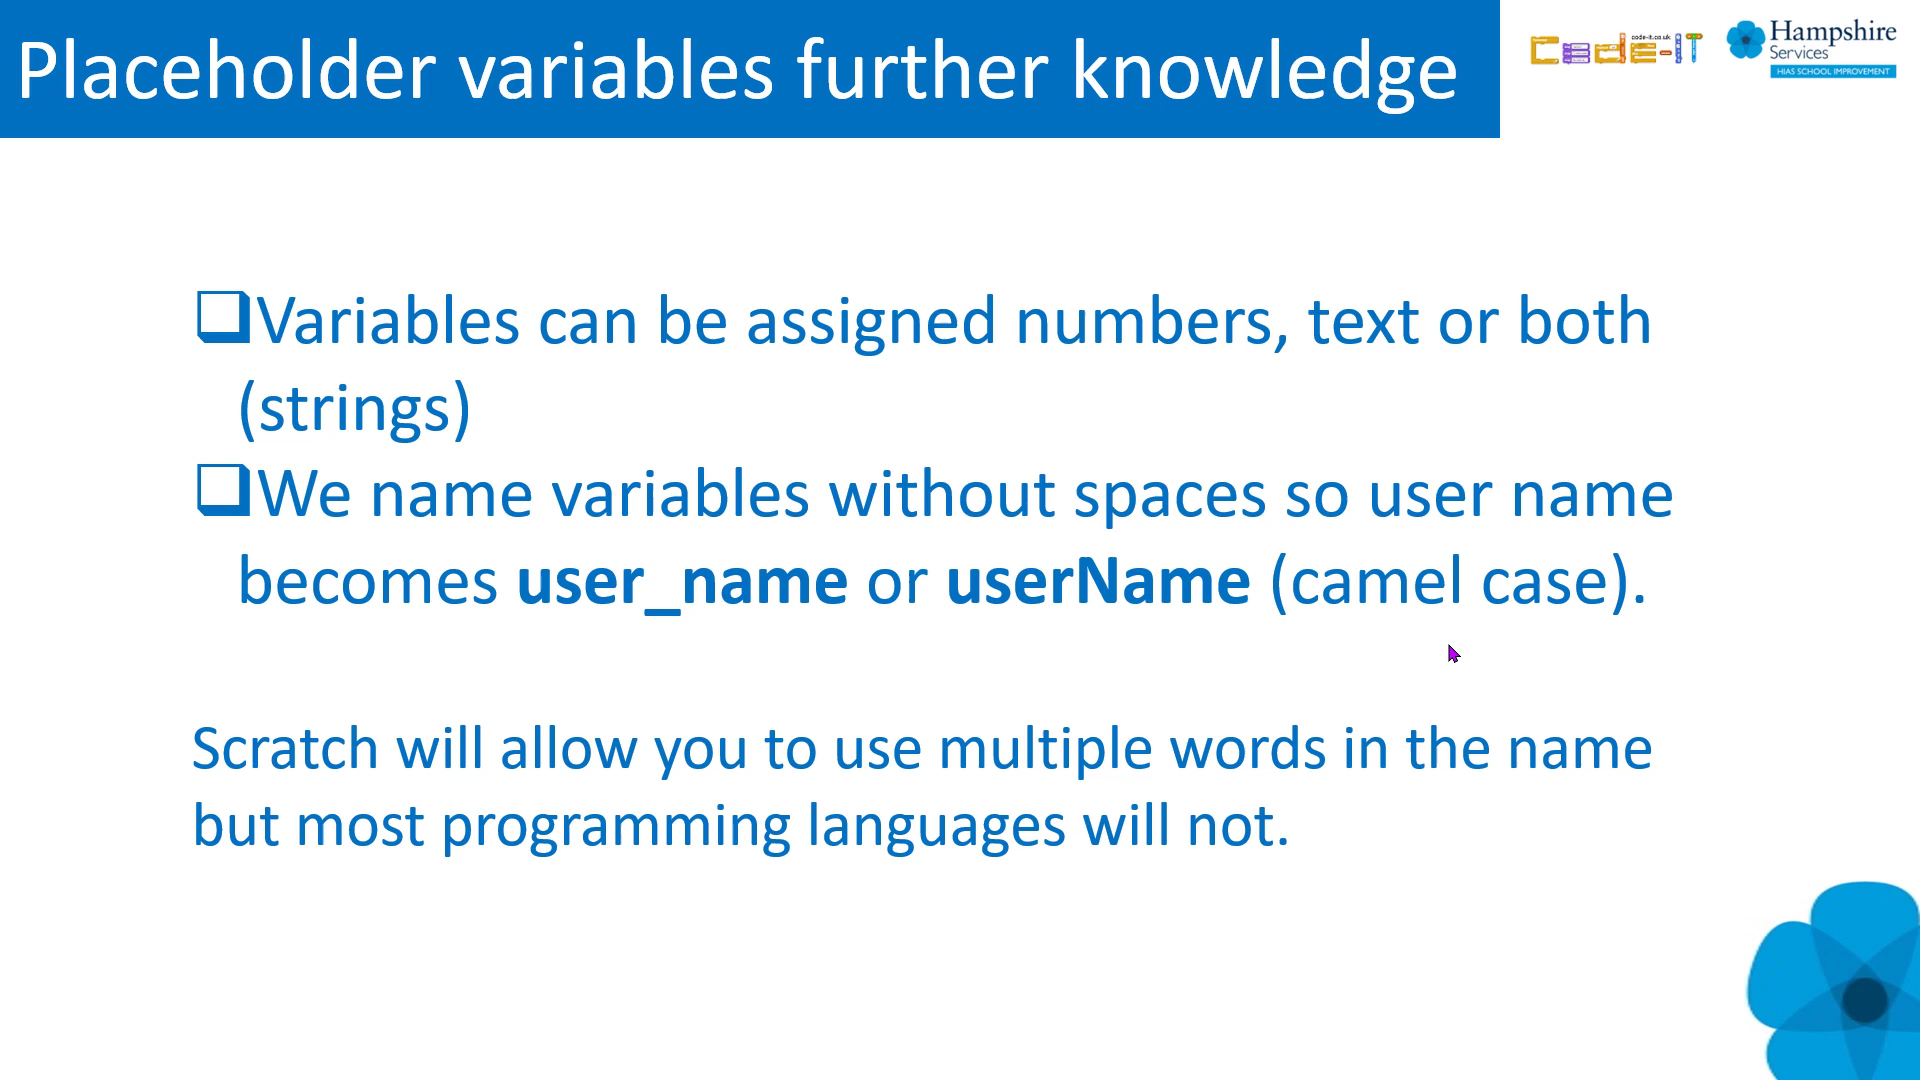 Placeholder variables further knowledge
code-it.co.uk
Code-IT
Hampshire
Services
HIAS SCHOOL IMPROVEMENT
Variables can be assigned numbers, text or both
(strings)
We name variables without spaces so user name
becomes user_name or userName (camel case).
Scratch will allow you to use multiple words in the name
but most programming languages will not.